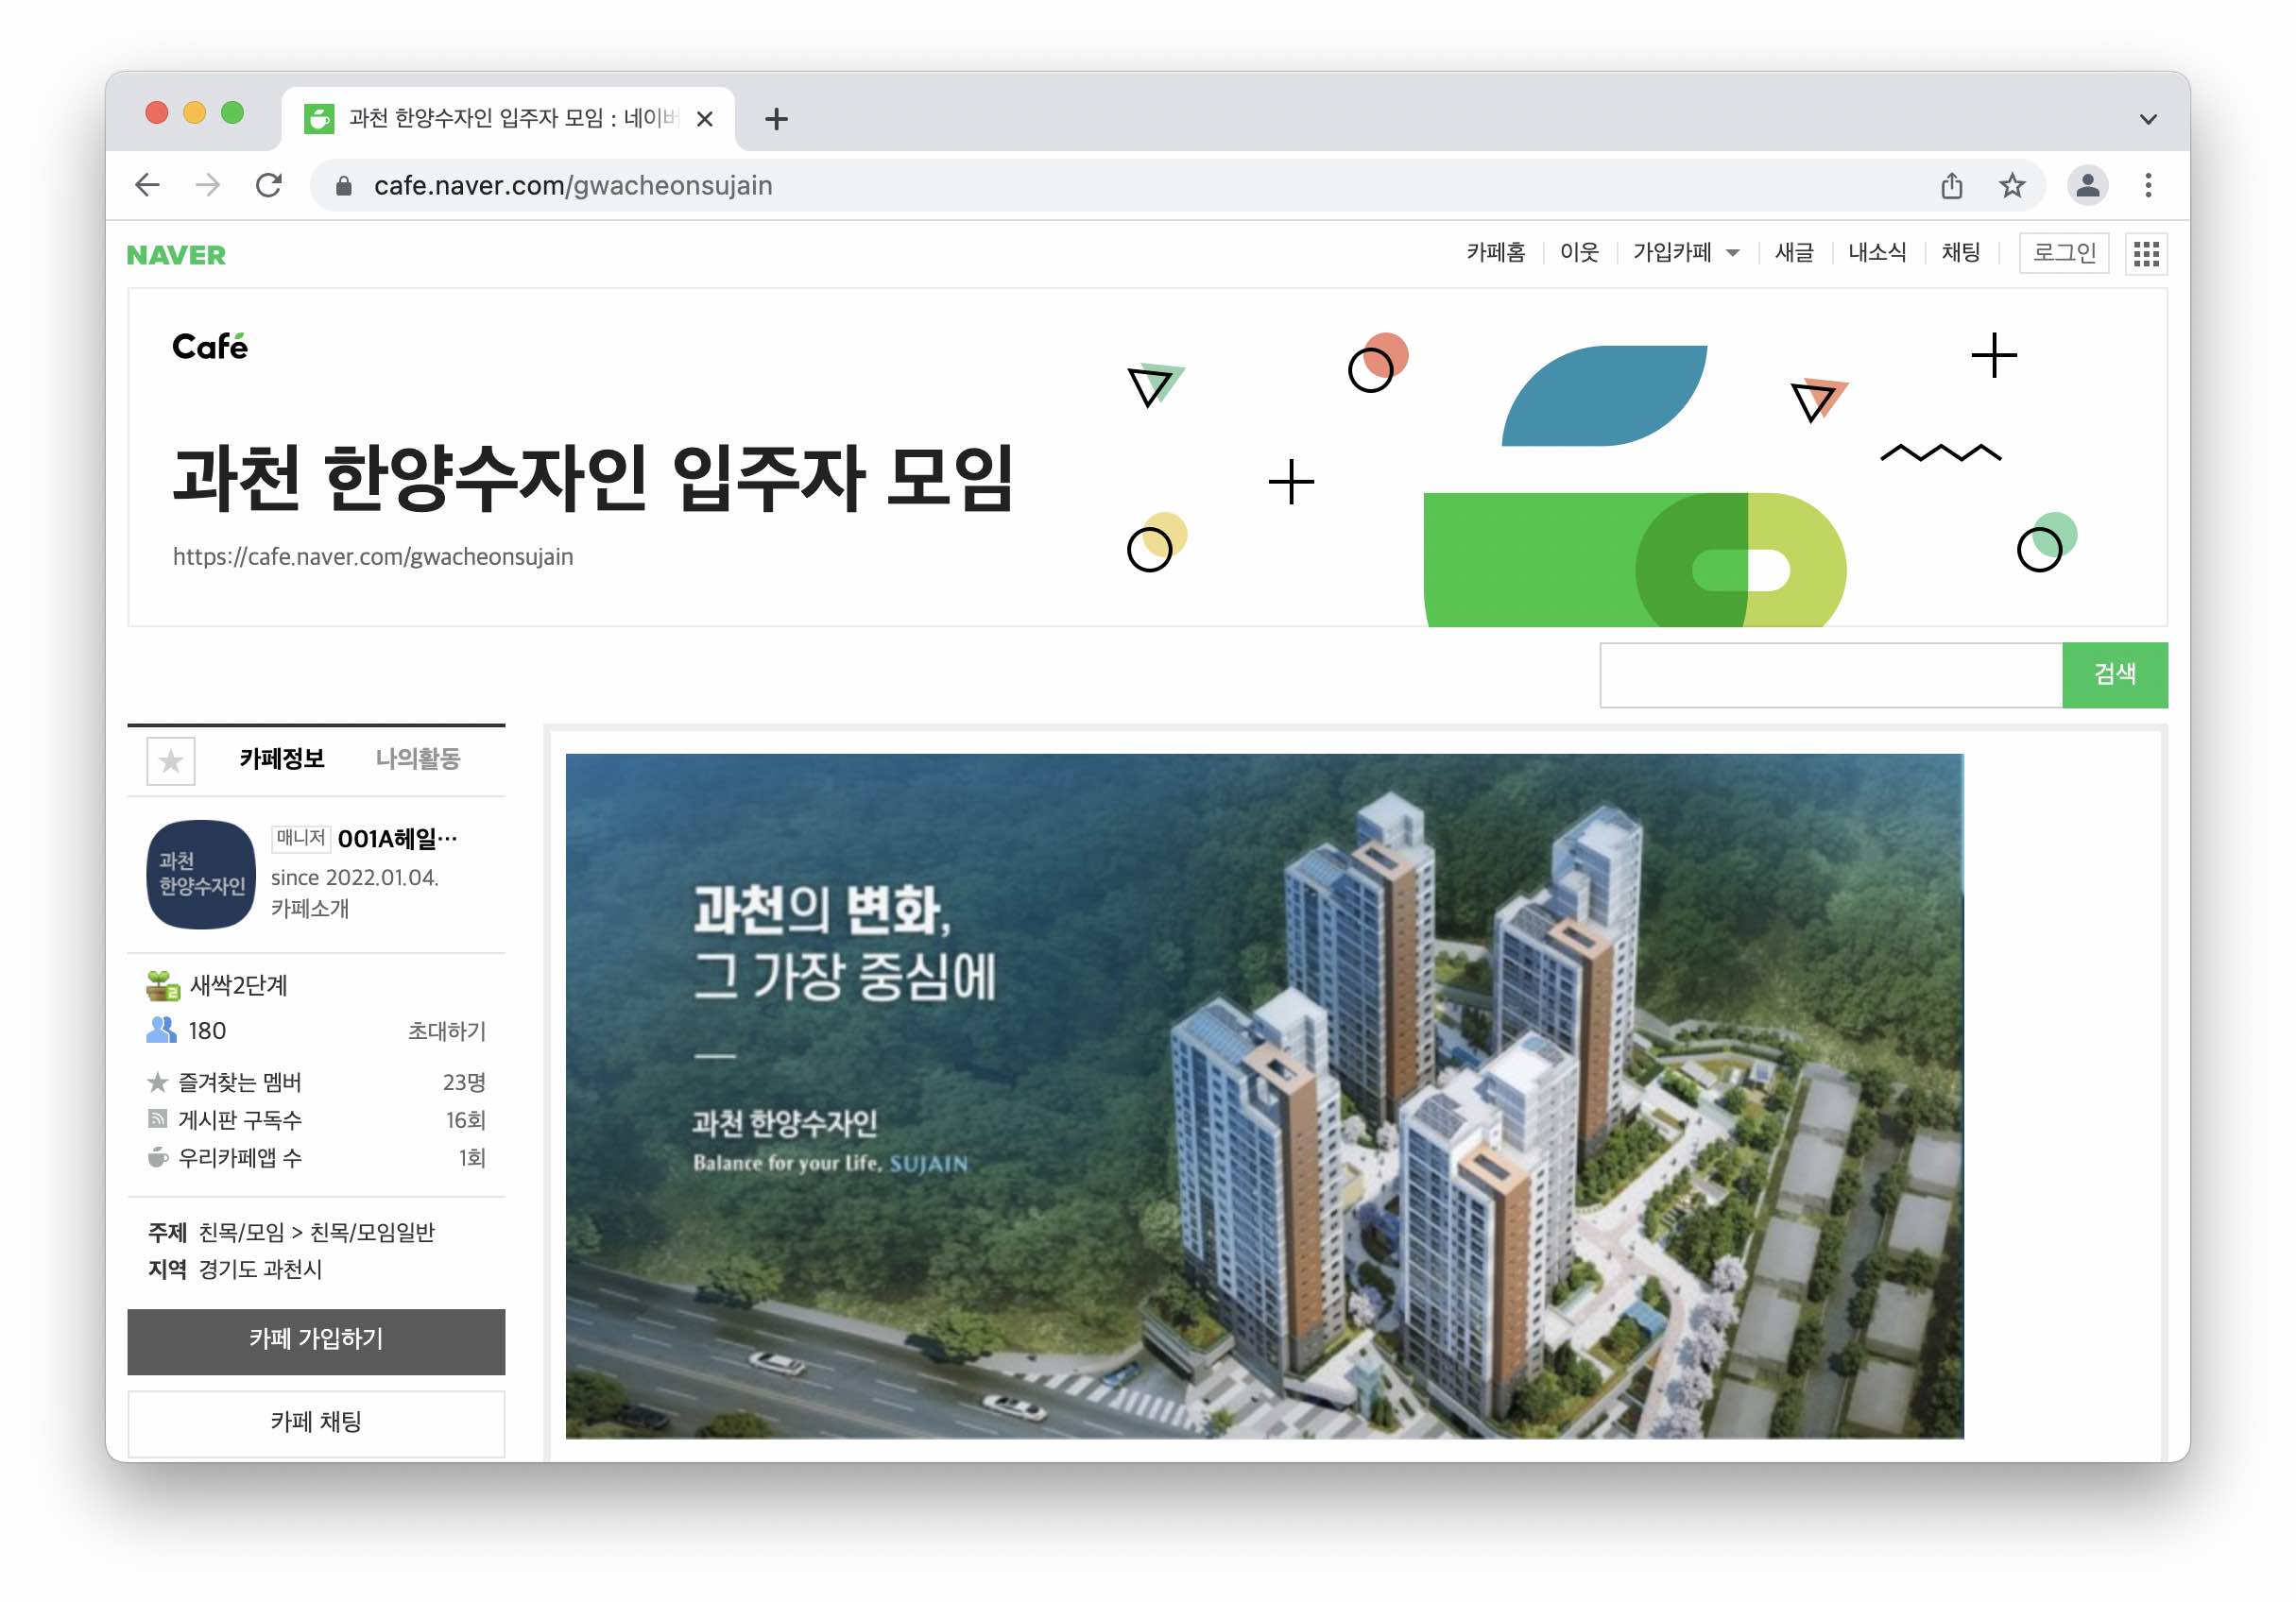 과천 한양수자인 입주자 모임 : 네이버
cafe.naver.com/gwacheonsujain
NAVER
카페홈 이웃 가입카페 새글 내소식 채팅 로그인
Café
과천 한양수자인 입주자 모임
https://cafe.naver.com/gwacheonsujain
검색
카페정보 나의활동
과천
한양수자인
매니저 001A헤일…
since 2022.01.04.
카페소개
2 새싹2단계
180 초대하기
즐겨찾는 멤버 23명
게시판 구독수 16회
우리카페앱 수 1회
주제 친목/모임 > 친목/모임일반
지역 경기도 과천시
카페 가입하기
카페 채팅
과천의 변화,
그 가장 중심에
과천 한양수자인
Balance for your Life, SUJAIN